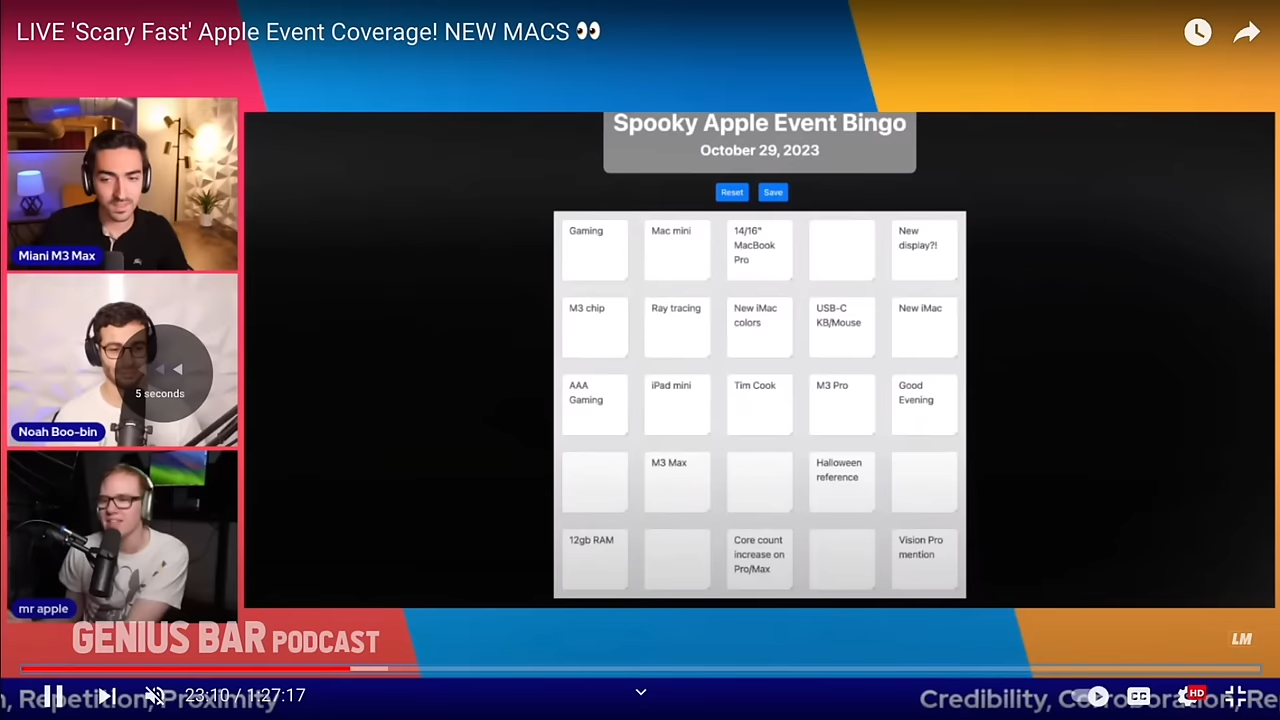 LIVE 'Scary Fast' Apple Event Coverage! NEW MACS 👀
Miani M3 Max
5 seconds
Noah Boo-bin
mr apple
Spooky Apple Event Bingo
October 29, 2023
Reset
Save
Gaming
Mac mini
14/16"
MacBook
Pro
New
display?!
M3 chip
Ray tracing
New iMac
colors
USB-C
KB/Mouse
New iMac
AAA
Gaming
iPad mini
Tim Cook
M3 Pro
Good
Evening
M3 Max
Halloween
reference
12gb RAM
Core count
increase on
Pro/Max
Vision Pro
mention
GENIUS BAR PODCAST
LM
23:10 / 1:27:17
CC
HD
, Repetition, Proximity
Credibility, Corroboration, Re